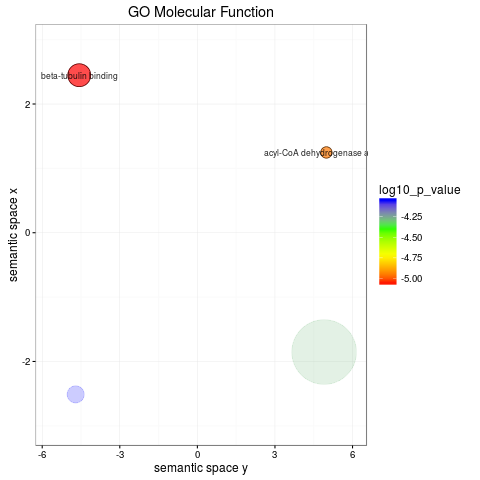 GO Molecular Function
beta-tubulin binding
acyl-CoA dehydrogenase a
2
0
-2
-6
-3
0
3
6
semantic space x
semantic space y
log10_p_value
-4.25
-4.50
-4.75
-5.00